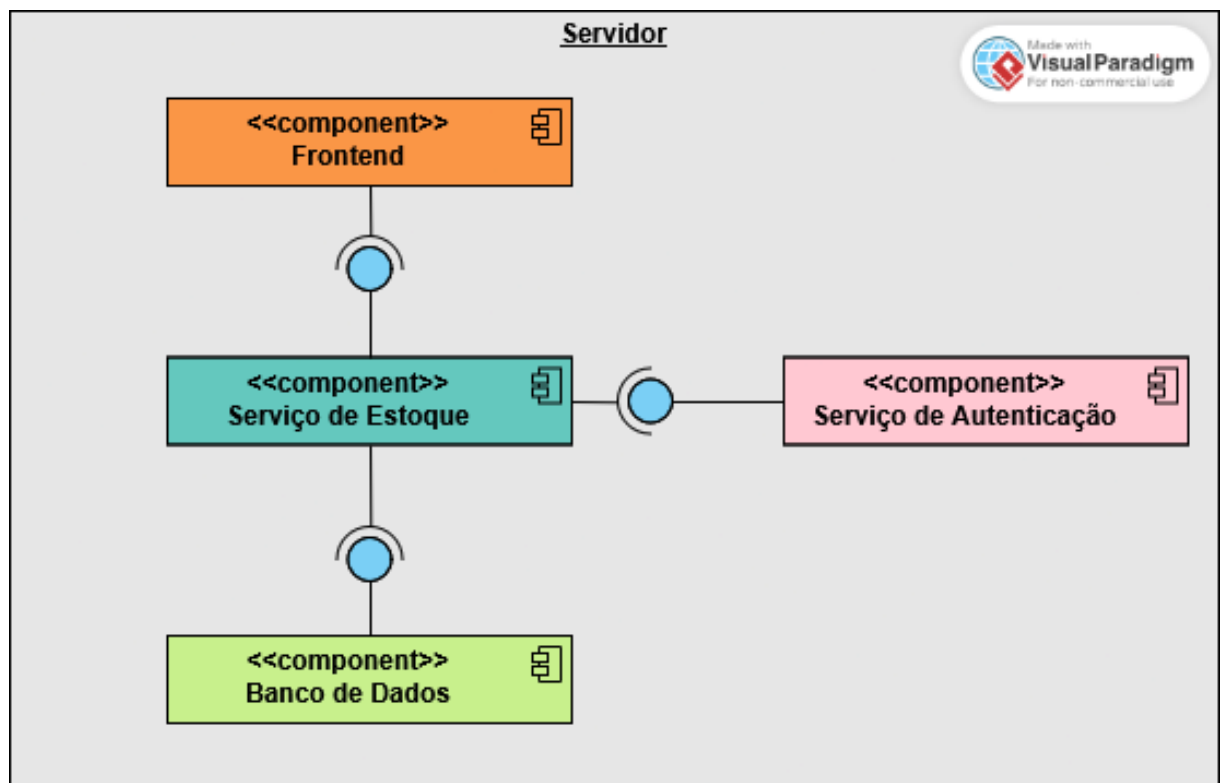 Servidor
Made with
Visual Paradigm
For non-commercial use
<<component>>
Frontend
<<component>>
Serviço de Estoque
<<component>>
Serviço de Autenticação
<<component>>
Banco de Dados